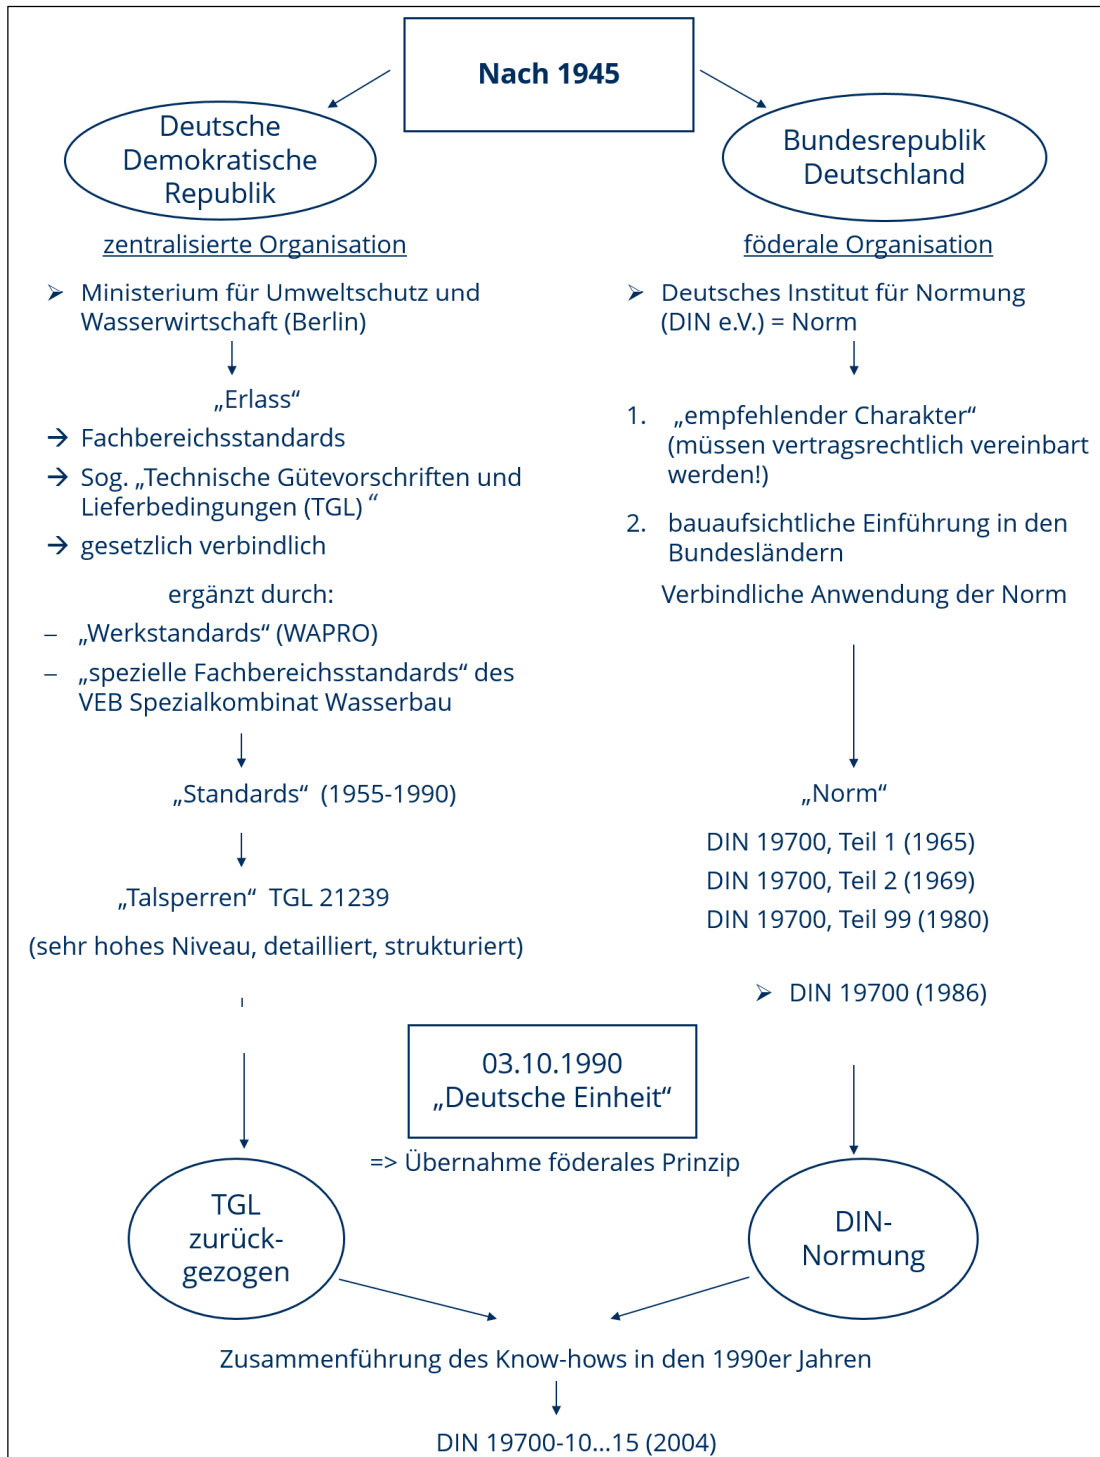 Nach 1945
Deutsche
Demokratische
Republik
zentralisierte Organisation
➢ Ministerium für Umweltschutz und
Wasserwirtschaft (Berlin)
„Erlass“
→ Fachbereichsstandards
→ Sog. „Technische Gütevorschriften und
Lieferbedingungen (TGL) “
→ gesetzlich verbindlich
ergänzt durch:
– „Werkstandards“ (WAPRO)
– „spezielle Fachbereichsstandards“ des
VEB Spezialkombinat Wasserbau
„Standards“ (1955-1990)
„Talsperren“ TGL 21239
(sehr hohes Niveau, detailliert, strukturiert)
Bundesrepublik
Deutschland
föderale Organisation
➢ Deutsches Institut für Normung
(DIN e.V.) = Norm
1. „empfehlender Charakter“
(müssen vertragsrechtlich vereinbart
werden!)
2. bauaufsichtliche Einführung in den
Bundesländern
Verbindliche Anwendung der Norm
„Norm“
DIN 19700, Teil 1 (1965)
DIN 19700, Teil 2 (1969)
DIN 19700, Teil 99 (1980)
➢ DIN 19700 (1986)
03.10.1990
„Deutsche Einheit“
=> Übernahme föderales Prinzip
TGL
zurück-
gezogen
DIN-
Normung
Zusammenführung des Know-hows in den 1990er Jahren
DIN 19700-10...15 (2004)